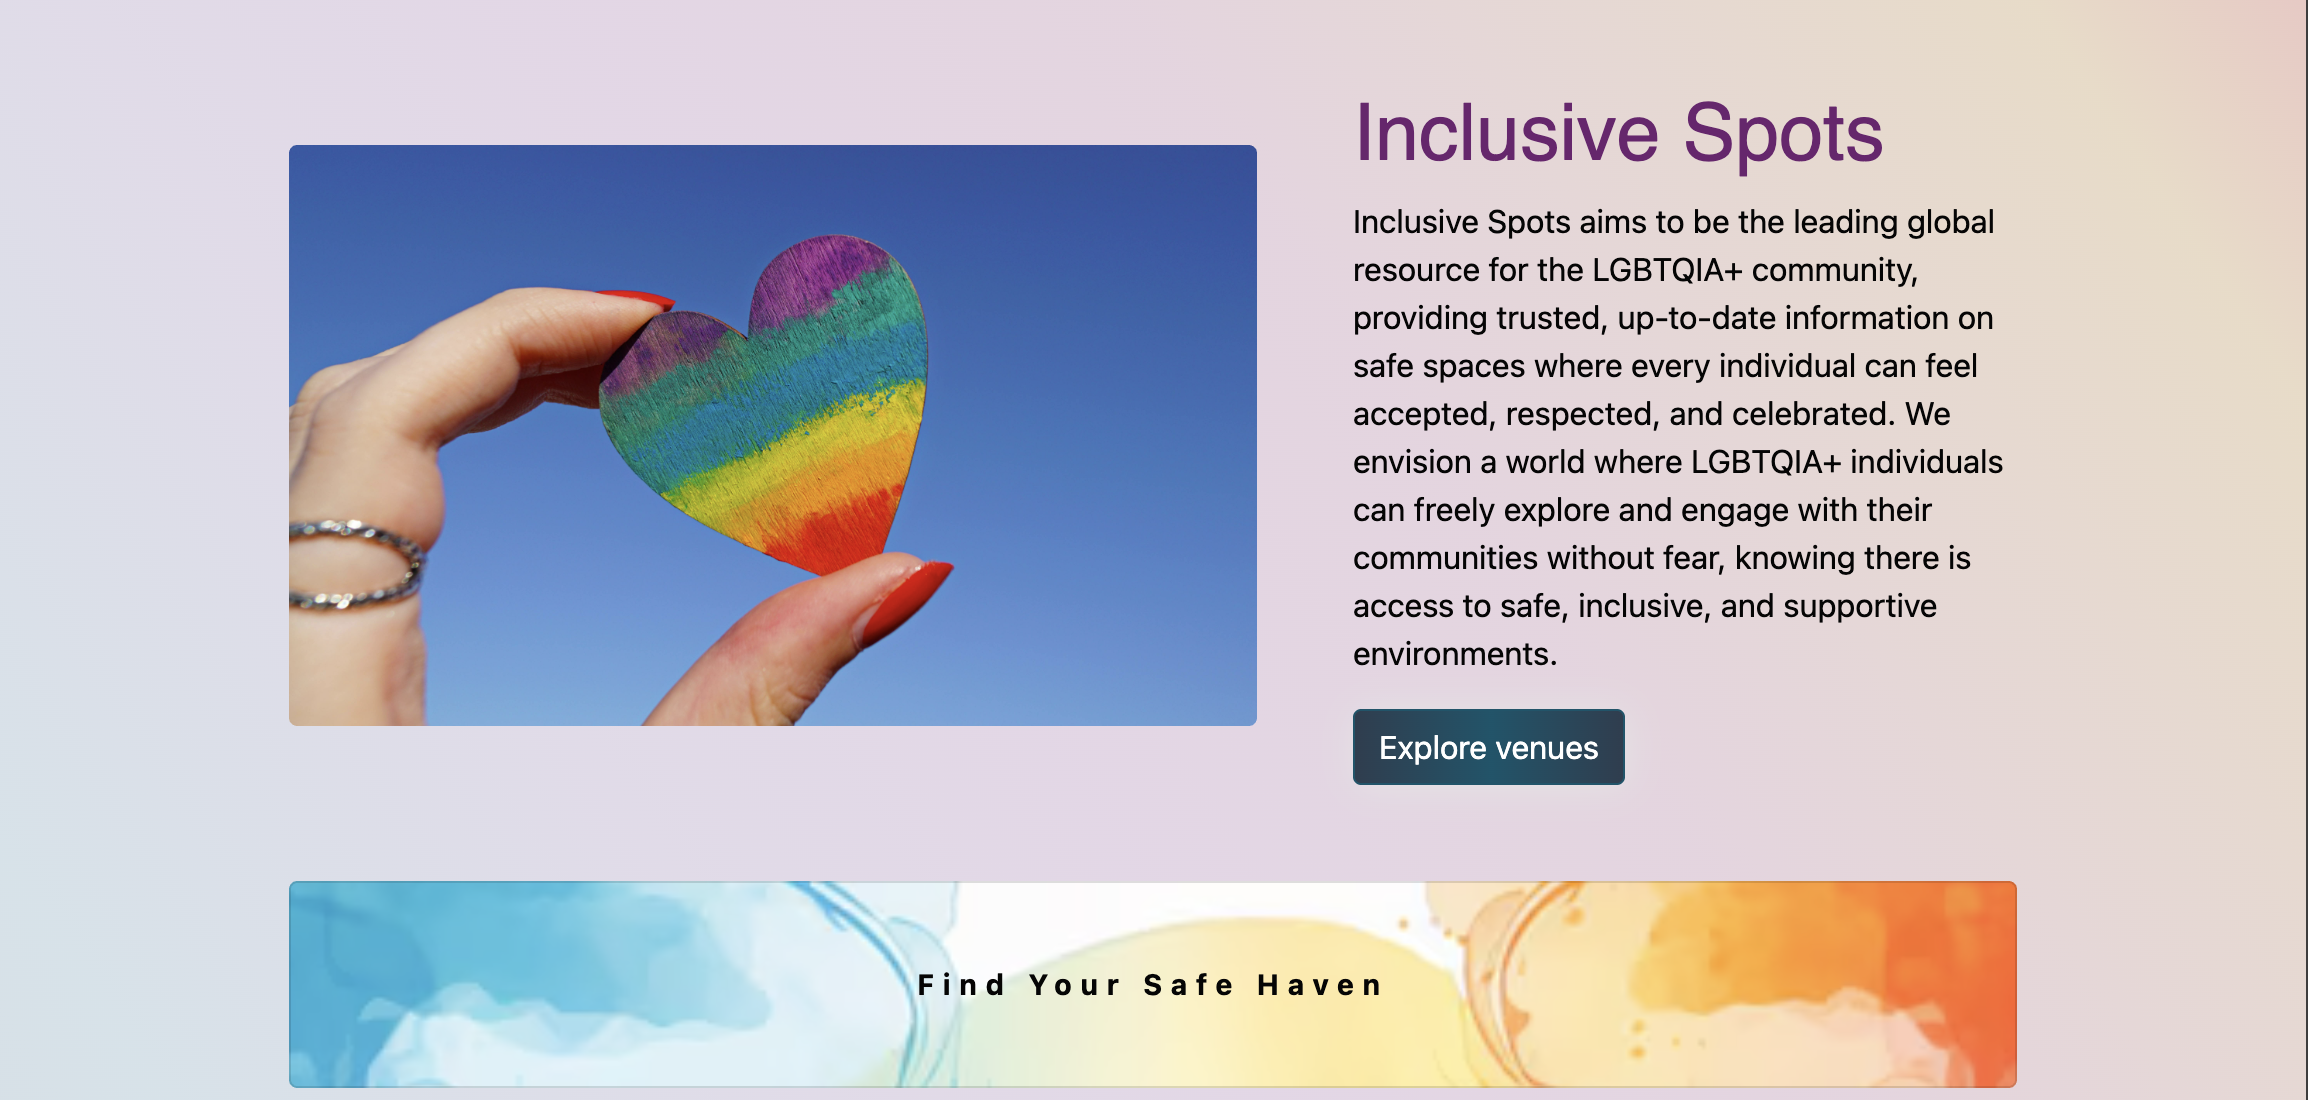 Inclusive Spots
Inclusive Spots aims to be the leading global
resource for the LGBTQIA+ community,
providing trusted, up-to-date information on
safe spaces where every individual can feel
accepted, respected, and celebrated. We
envision a world where LGBTQIA+ individuals
can freely explore and engage with their
communities without fear, knowing there is
access to safe, inclusive, and supportive
environments.
Explore venues
Find Your Safe Haven